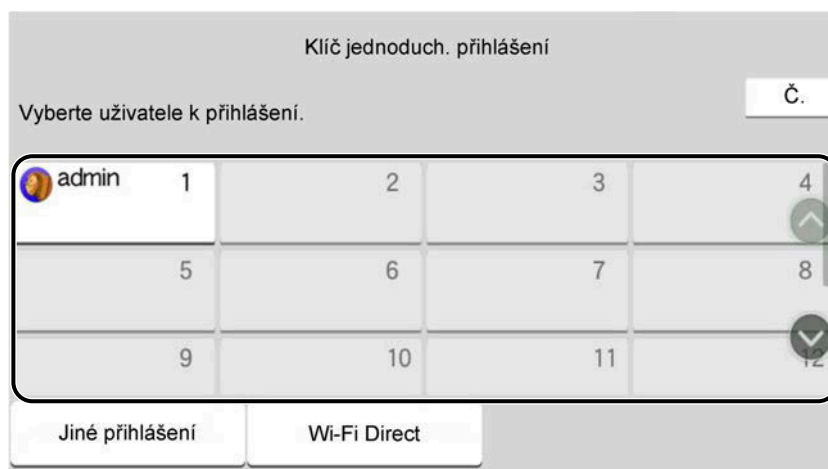 Klíč jednoduch. přihlášení
Č.
Vyberte uživatele k přihlášení.
admin 1 2 3 4
5 6 7 8
9 10 11 12
Jiné přihlášení Wi-Fi Direct